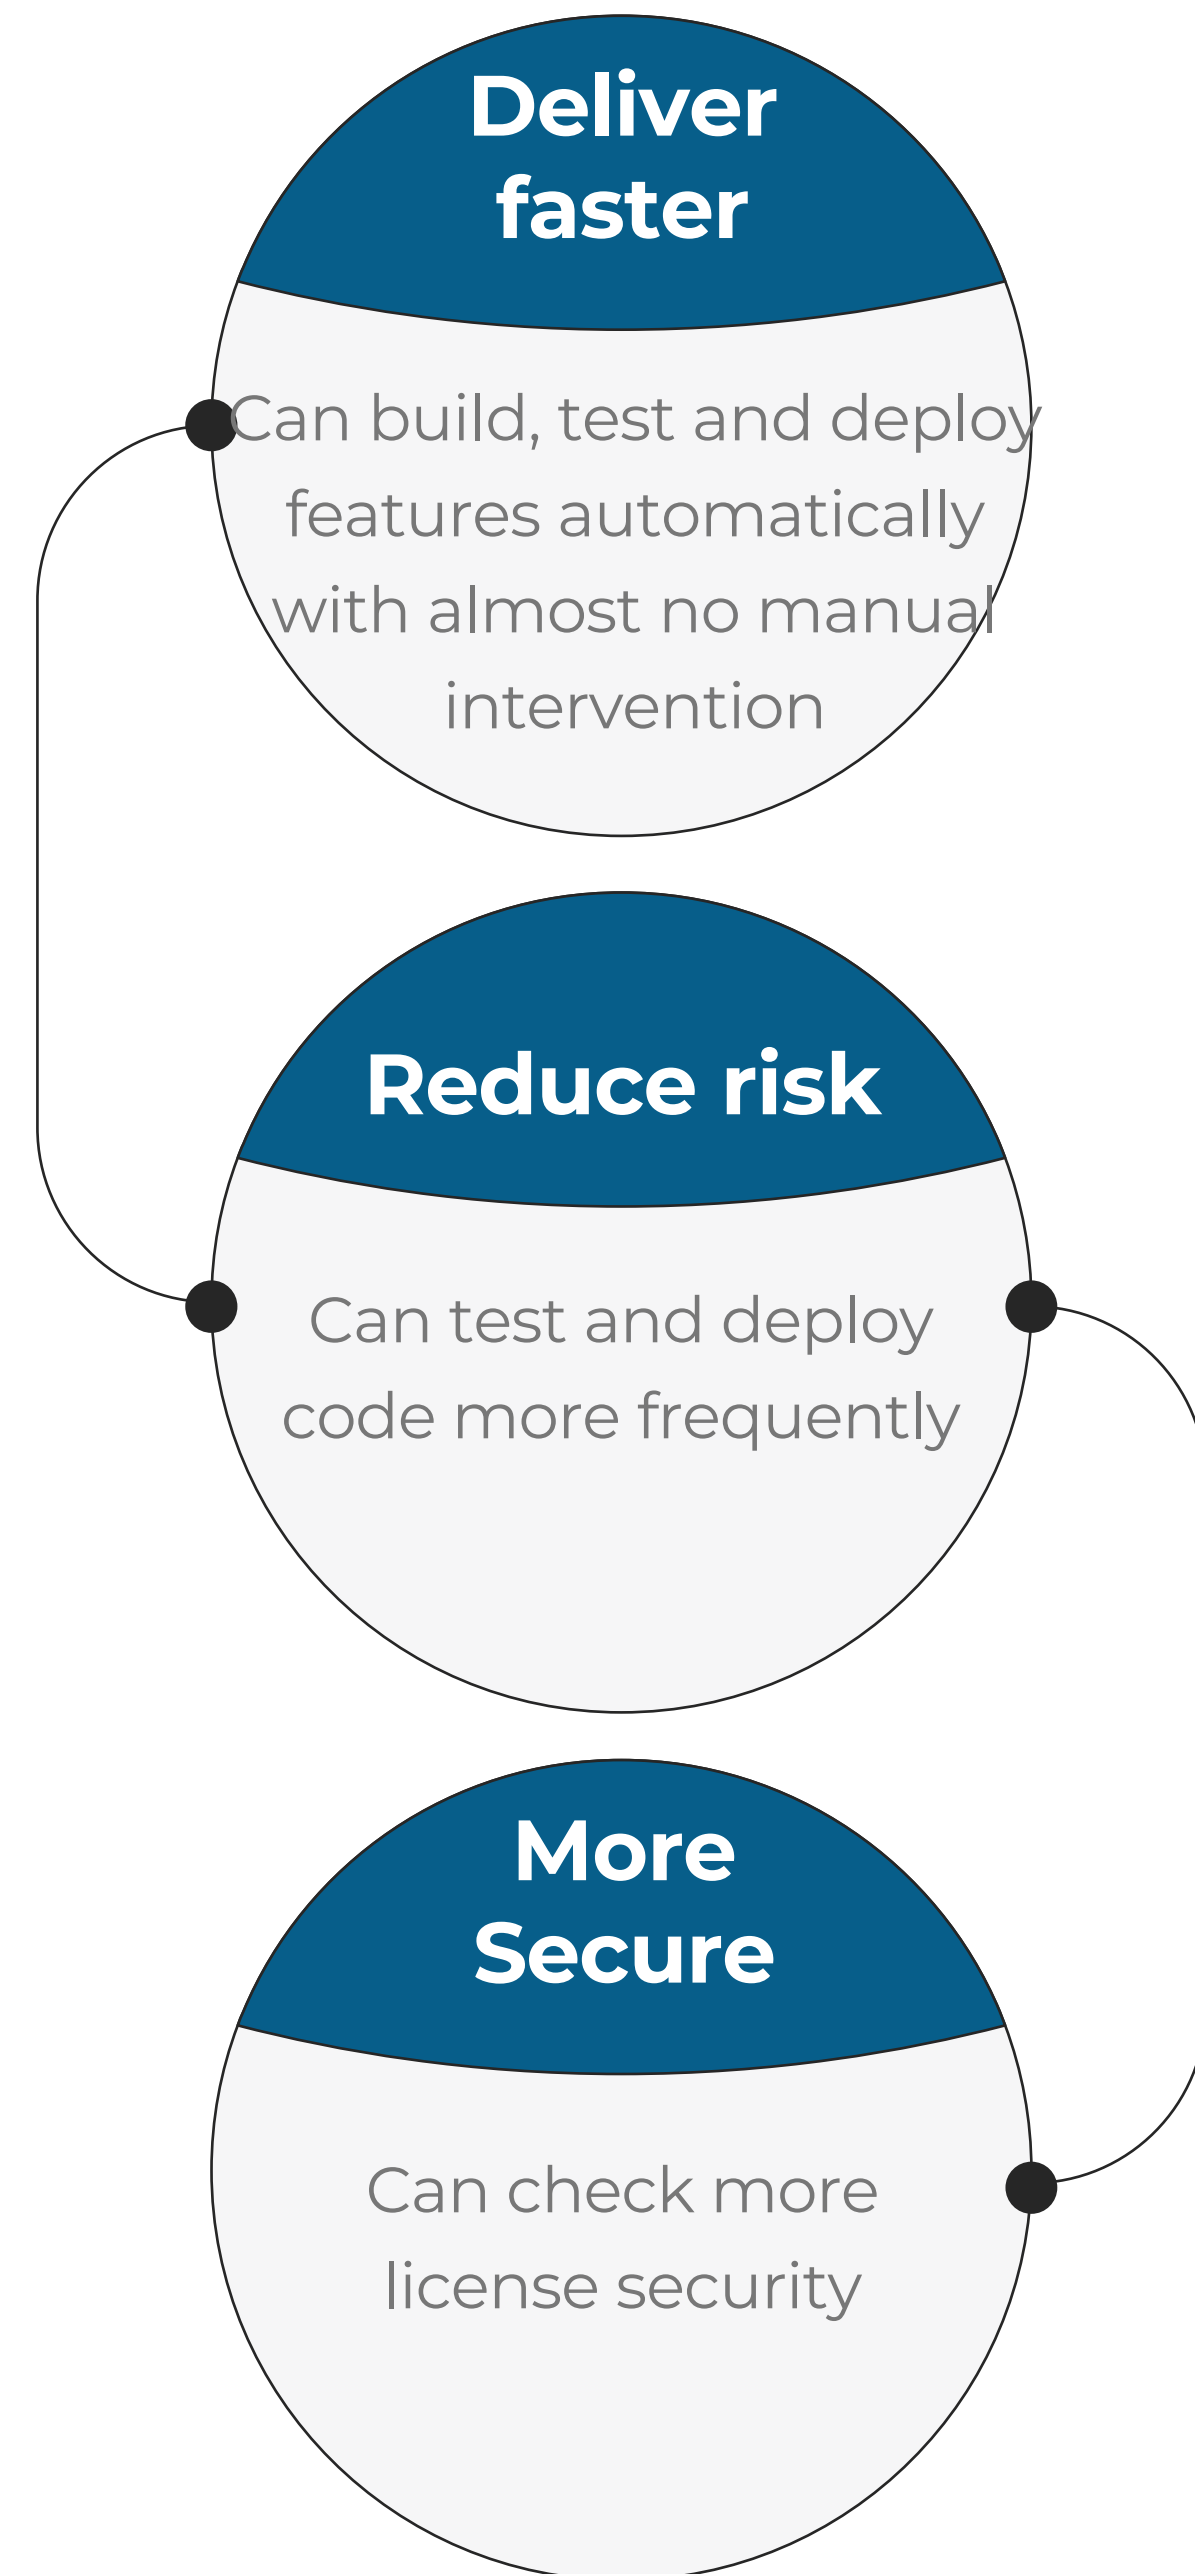 Deliver
faster
Can build, test and deploy
features automatically
with almost no manual
intervention
Reduce risk
Can test and deploy
code more frequently
More
Secure
Can check more
license security